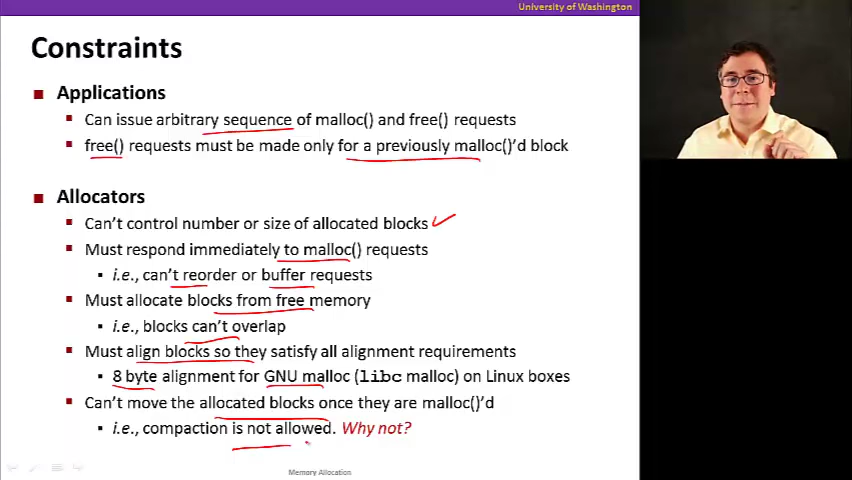 University of Washington
Constraints
Applications
Can issue arbitrary sequence of malloc() and free() requests
free() requests must be made only for a previously malloc()'d block
Allocators
Can't control number or size of allocated blocks
Must respond immediately to malloc() requests
i.e., can't reorder or buffer requests
Must allocate blocks from free memory
i.e., blocks can't overlap
Must align blocks so they satisfy all alignment requirements
8 byte alignment for GNU malloc (libc malloc) on Linux boxes
Can't move the allocated blocks once they are malloc()'d
i.e., compaction is not allowed. Why not?
Memory Allocation